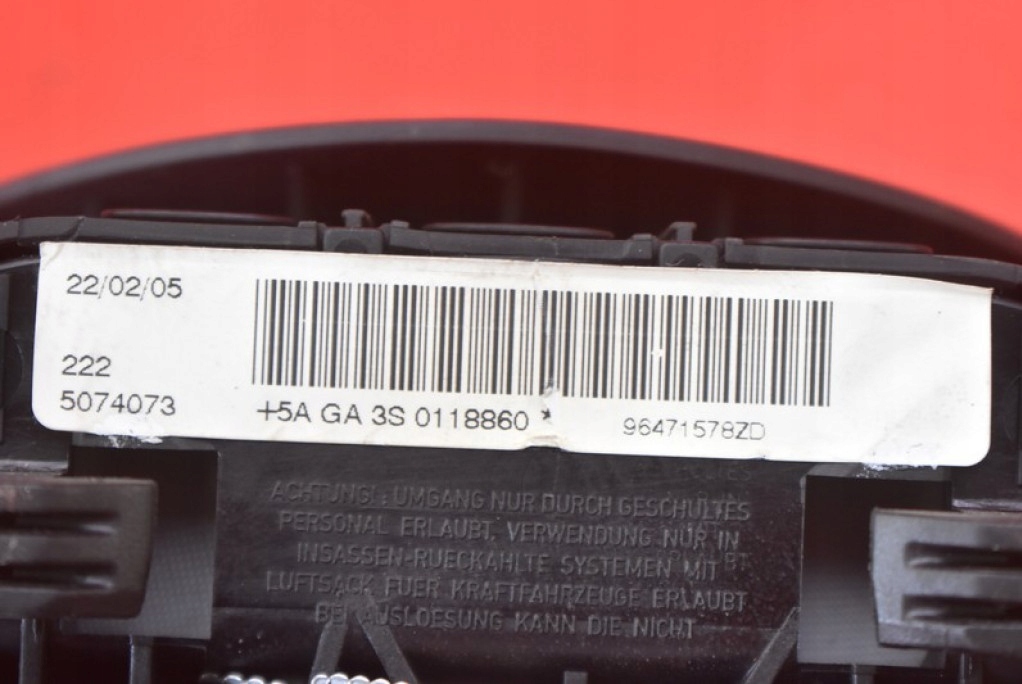 22/02/05
222
5074073
+5A GA 3S 0118860 *
96471578ZD
ACHTUNG: UMGANG NUR DURCH GESCHULTES
PERSONAL ERLAUBT. VERWENDUNG NUR IN
INSASSEN-RUECKAHLTE SYSTEMEN MIT
LUFTSACK FUER KRAFTFAHRZEUGE ERLAUBT
BEI AUSLOESUNG KANN DIE NICHT